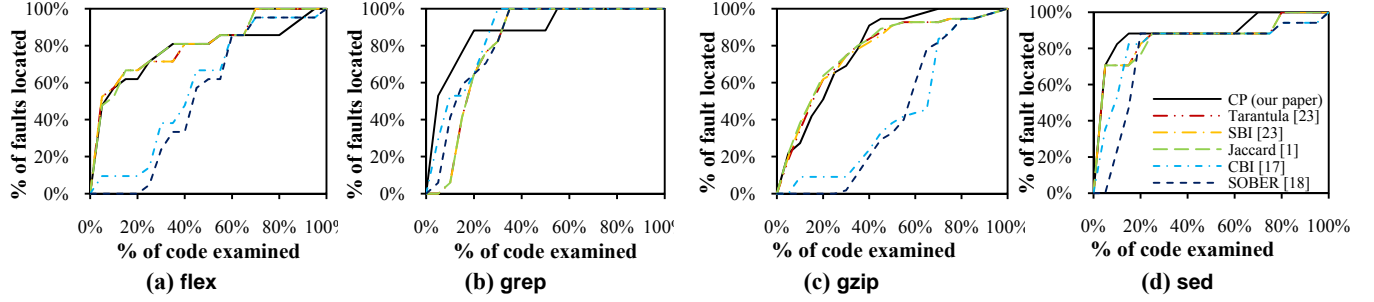 % of faults located
100%
80%
60%
40%
20%
0%
0% 20% 40% 60% 80% 100%
% of code examined
(a) flex
% of fault located
100%
80%
60%
40%
20%
0%
0% 20% 40% 60% 80% 100%
% of code examined
(b) grep
% of fault located
100%
80%
60%
40%
20%
0%
0% 20% 40% 60% 80% 100%
% of code examined
(c) gzip
% of fault located
100%
80%
60%
40%
20%
0%
CP (our paper)
Tarantula [23]
SBI [23]
Jaccard [1]
CBI [17]
SOBER [18]
0% 20% 40% 60% 80% 100%
% of code examined
(d) sed